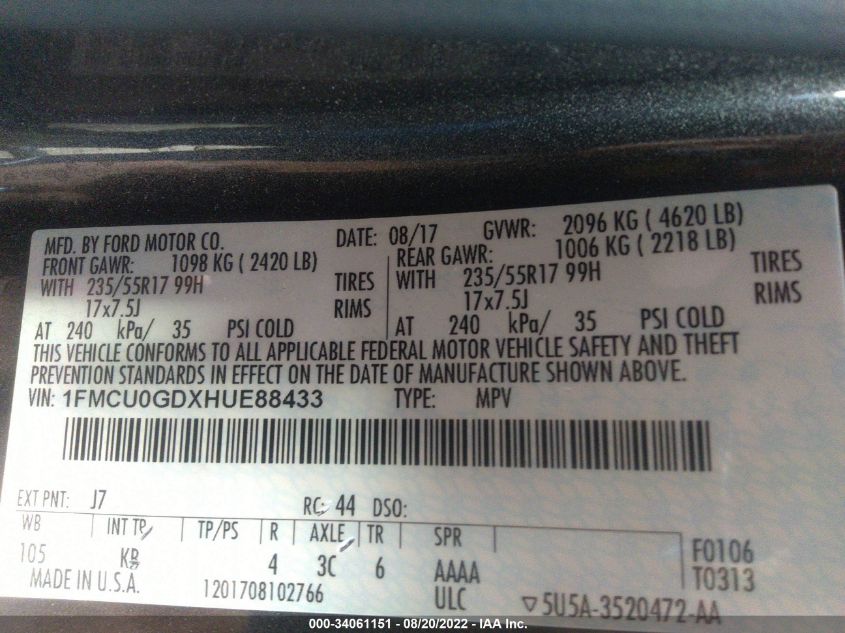 MFD. BY FORD MOTOR CO. DATE: 08/17 GVWR: 2096 KG ( 4620 LB)
FRONT GAWR: 1098 KG ( 2420 LB) REAR GAWR: 1006 KG ( 2218 LB)
WITH 235/55R17 99H TIRES WITH 235/55R17 99H TIRES
17x7.5J RIMS 17x7.5J RIMS
AT 240 kPa/ 35 PSI COLD AT 240 kPa/ 35 PSI COLD
THIS VEHICLE CONFORMS TO ALL APPLICABLE FEDERAL MOTOR VEHICLE SAFETY AND THEFT
PREVENTION STANDARDS IN EFFECT ON THE DATE OF MANUFACTURE SHOWN ABOVE.
VIN: 1FMCU0GDXHUE88433 TYPE: MPV
EXT PNT: J7 RC: 44 DSO:
WB INT TP TP/PS R AXLE TR SPR
105 KB 4 3C 6 AAAA F0106
MADE IN U.S.A. 1201708102766 ULC T0313
▽5U5A-3520472-AA
000-34061151 - 08/20/2022 - IAA Inc.